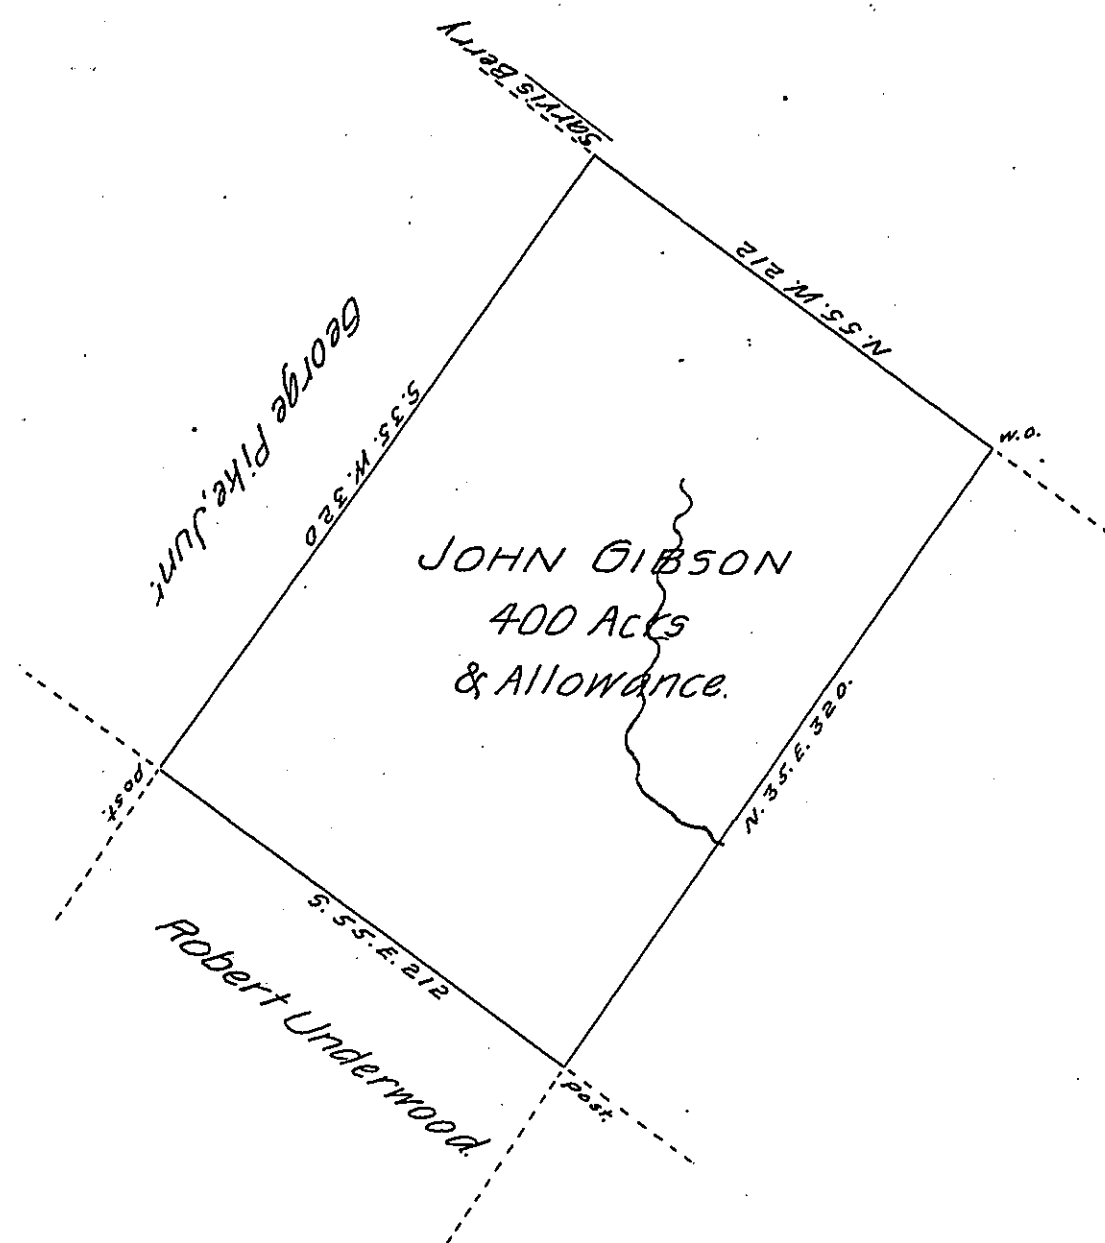 Sarvis Berry
N.55.W.212
w.o.
George Pike, Junr.
S.35.W.320
JOHN GIBSON
400 Acrs
& Allowance.
N.35.E.320.
post.
S.55.E.212
Robert Underwood.
post.